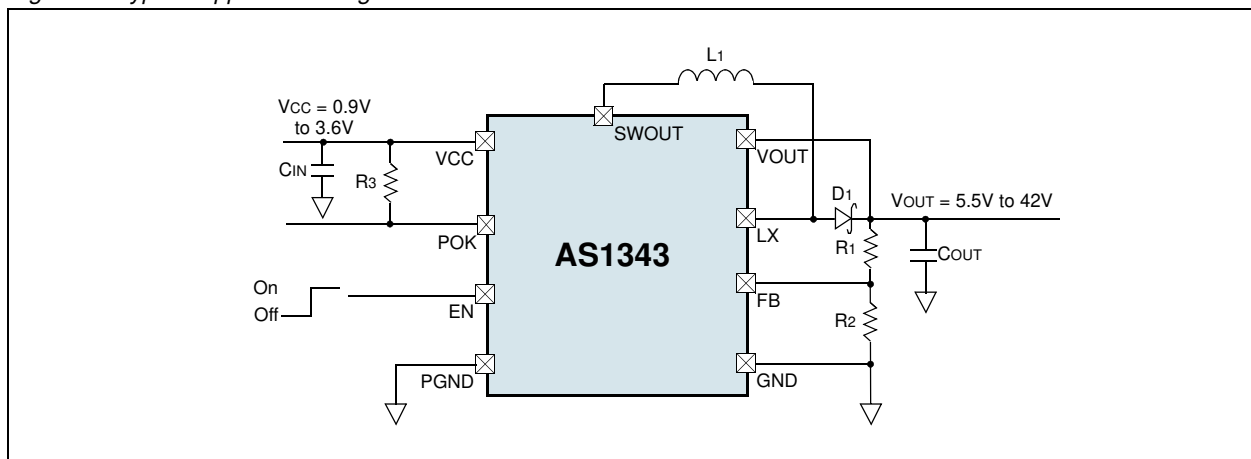 L1
VCC = 0.9V
to 3.6V
SWOUT
VCC
VOUT
CIN
R3
D1
VOUT = 5.5V to 42V
POK
LX
R1
COUT
AS1343
On
Off
EN
FB
R2
PGND
GND